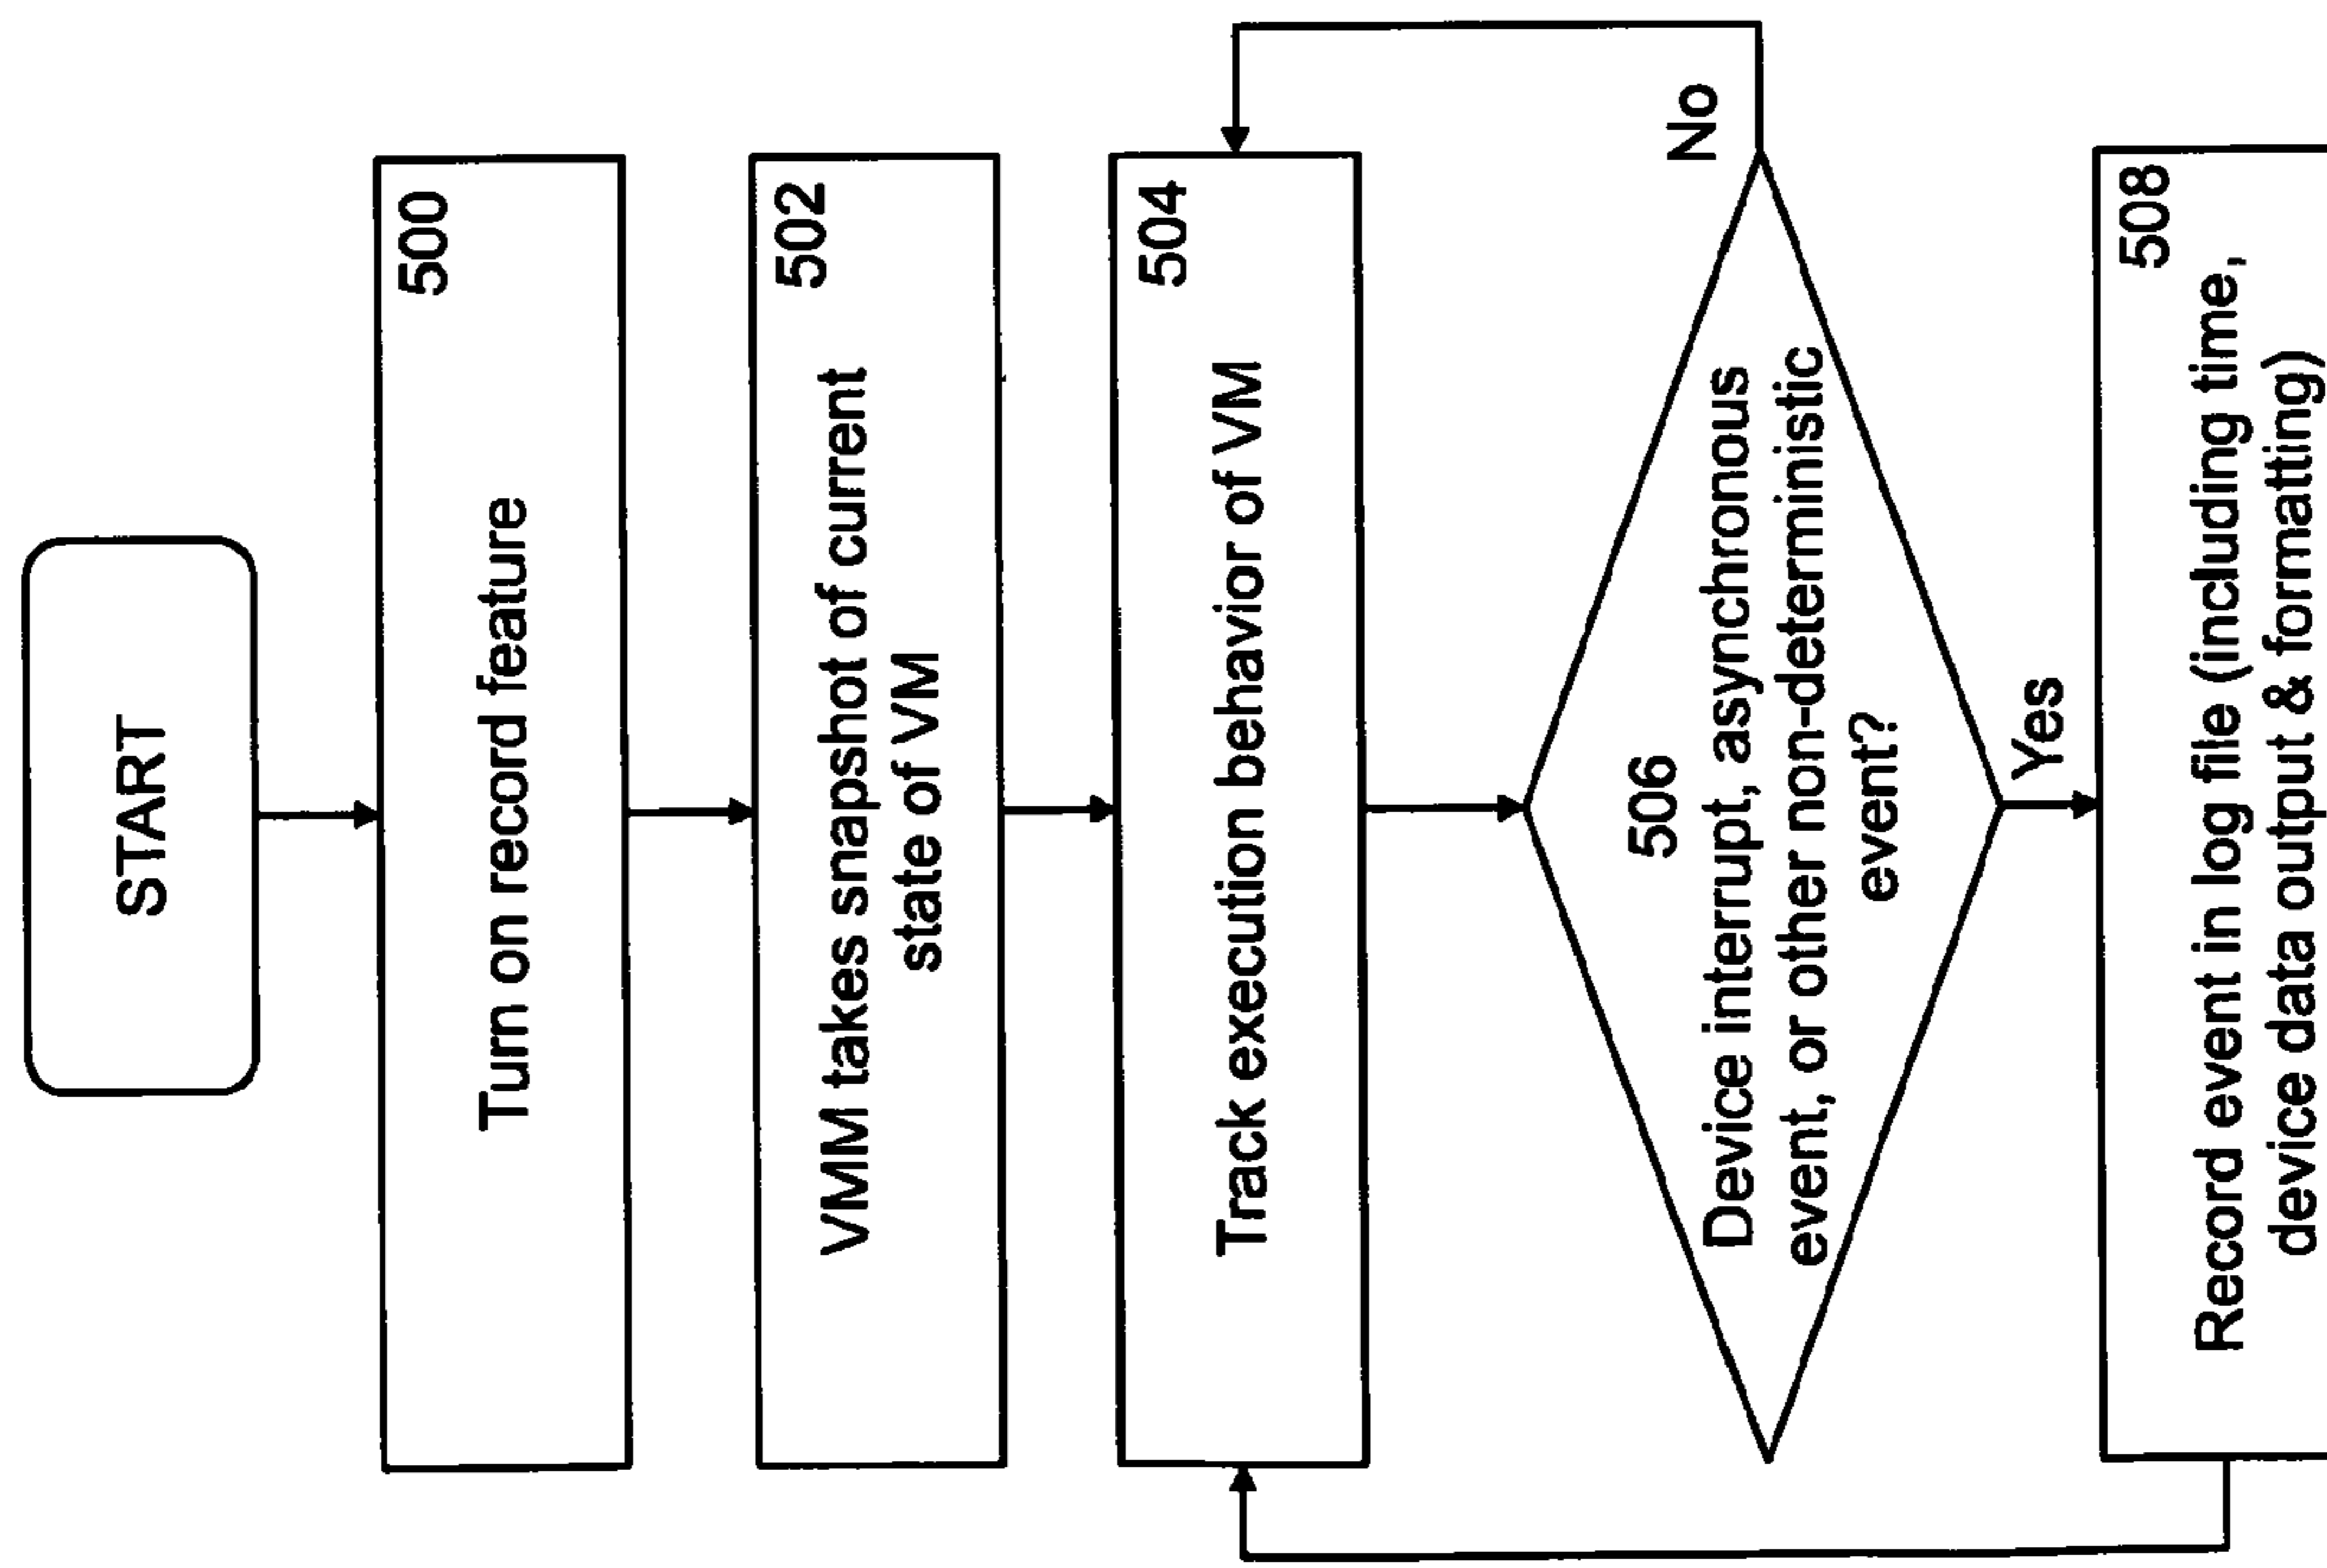 START
500
Turn on record feature
502
VMM takes snapshot of current
state of VM
504
Track execution behavior of VM
506
Device interrupt, asynchronous
event, or other non-deterministic
event?
No
Yes
508
Record event in log file (including time,
device data output & formatting)